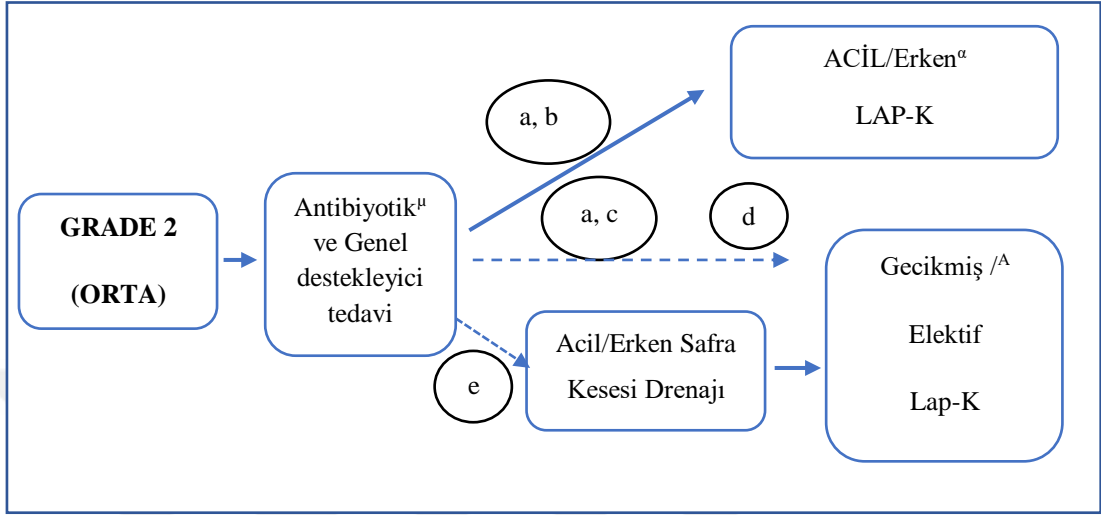 GRADE 2
(ORTA)
Antibiyotikᵘ
ve Genel
destekleyici
tedavi
a, b
a, c
d
e
ACİL/Erkenᵅ
LAP-K
Acil/Erken Safra
Kesesi Drenajı
Gecikmiş /ᴬ
Elektif
Lap-K